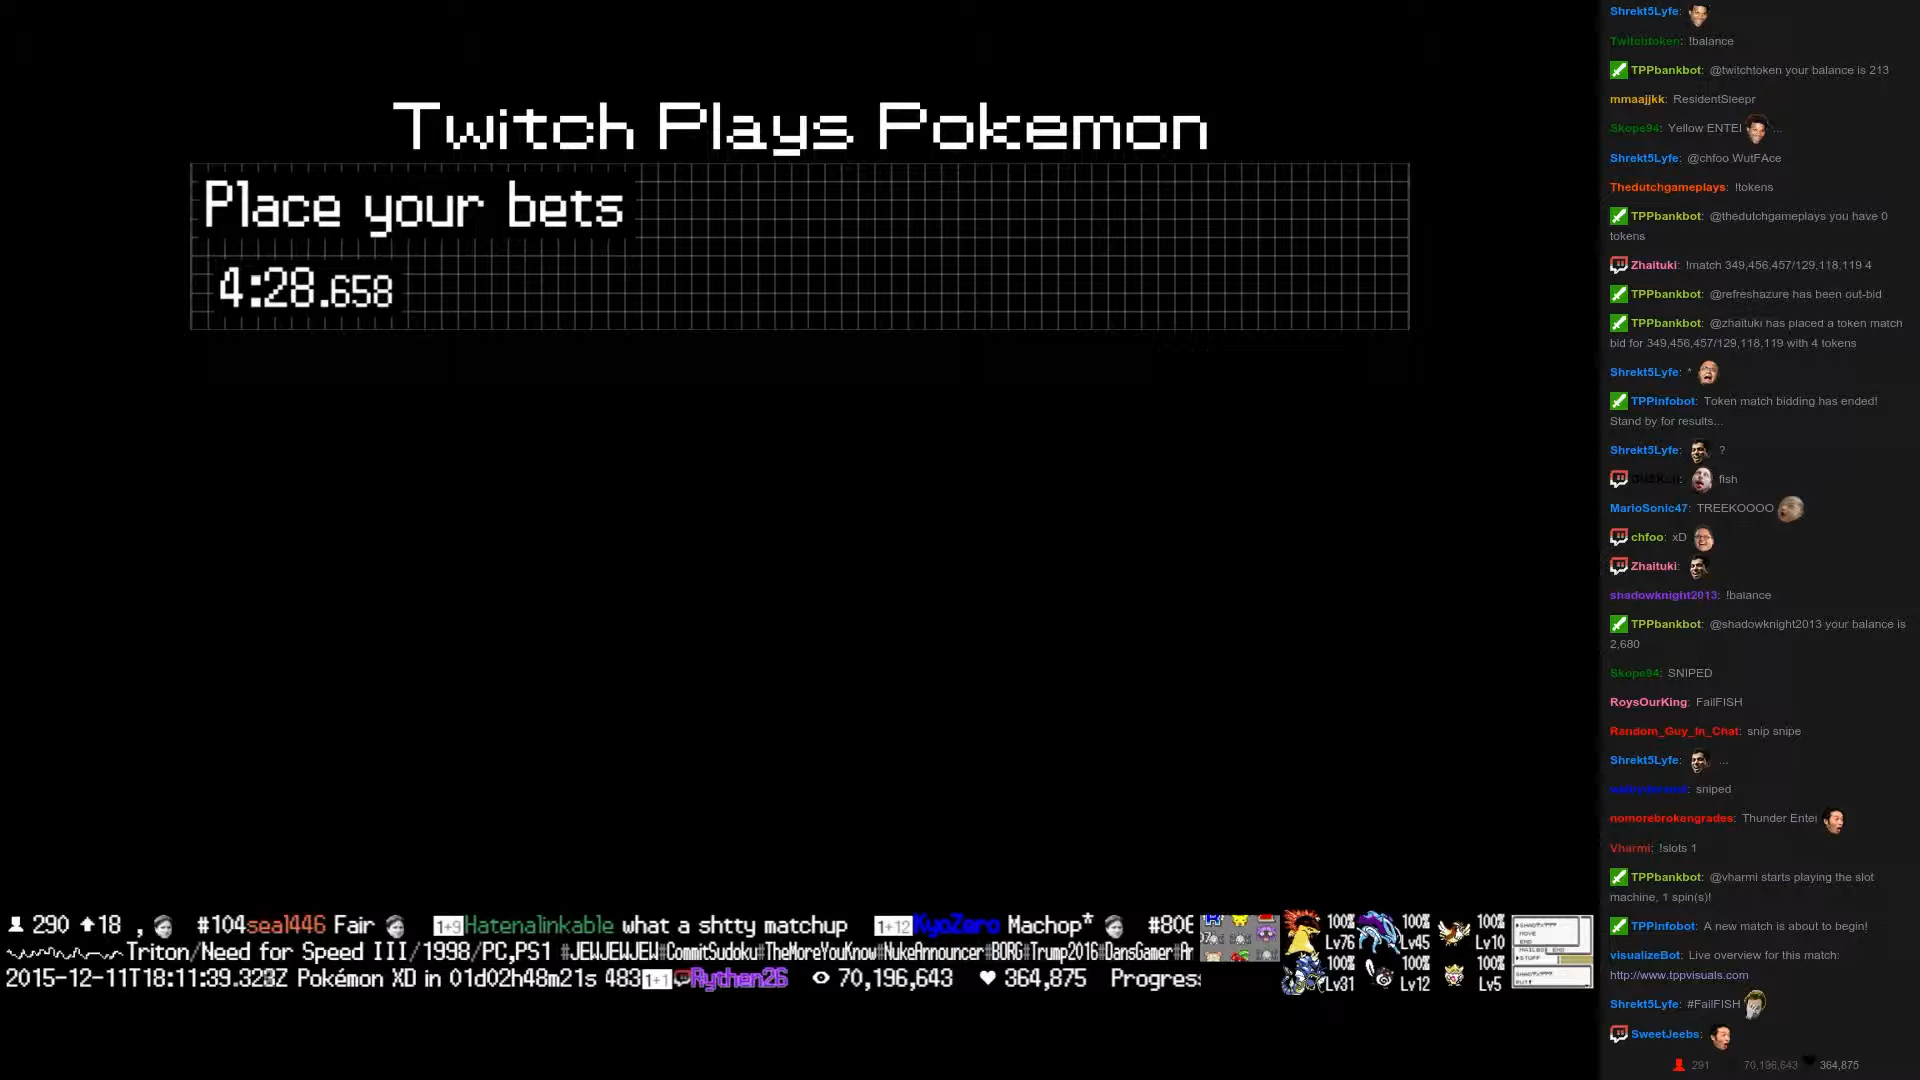 Twitch Plays Pokemon
Place your bets
4:28.658
290 18 , #104seal446 Fair 1+9Hatenalinkable what a shtty matchup 1+12KyoZero Machop* #806
Triton/Need for Speed III/1998/PC,PS1 #JEWJEWJEW#CommitSudoku#TheMoreYouKnow#NukeAnnouncer#BORG#Trump2016#DansGamer#
2015-12-11T18:11:39.328Z Pokémon XD in 01d02h48m21s 483 1+1 Rythen26 70,196,643 364,875 Progres
100% Lv76 100% Lv45 100% Lv10
100% Lv31 100% Lv12 100% Lv5
Shrekt5Lyfe:
Twitchtoken: !balance
TPPbankbot: @twitchtoken your balance is 213
mmaajjkk: ResidentSleepr
Skope94: Yellow ENTEI ...
Shrekt5Lyfe: @chfoo WutFAce
Thedutchgameplays: !tokens
TPPbankbot: @thedutchgameplays you have 0
tokens
Zhaituki: !match 349,456,457/129,118,119 4
TPPbankbot: @refreshazure has been out-bid
TPPbankbot: @zhaituki has placed a token match
bid for 349,456,457/129,118,119 with 4 tokens
Shrekt5Lyfe: *
TPPinfobot: Token match bidding has ended!
Stand by for results...
Shrekt5Lyfe: ?
fish
MarioSonic47: TREEKOOOO
chfoo: xD
Zhaituki:
shadowknight2013: !balance
TPPbankbot: @shadowknight2013 your balance is
2,680
Skope94: SNIPED
RoysOurKing: FailFISH
Random_Guy_In_Chat: snip snipe
Shrekt5Lyfe: ...
sniped
nomorebrokengrades: Thunder Entei
Vharmi: !slots 1
TPPbankbot: @vharmi starts playing the slot
machine, 1 spin(s)!
TPPinfobot: A new match is about to begin!
visualizeBot: Live overview for this match:
http://www.tppvisuals.com
Shrekt5Lyfe: #FailFISH
SweetJeebs:
291 70,196,643 364,875